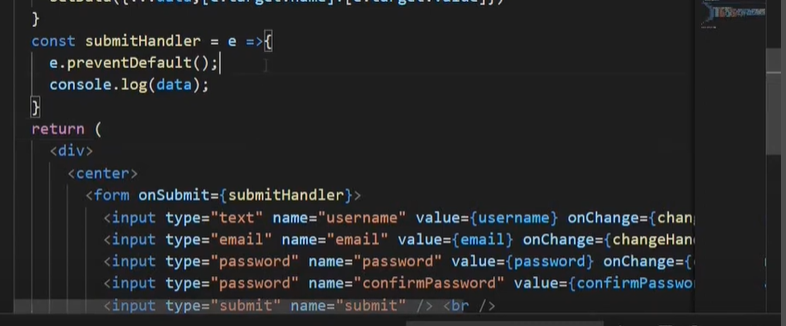 }
const submitHandler = e =>{
e.preventDefault();
console.log(data);
}
return (
<div>
<center>
<form onSubmit={submitHandler}>
<input type="text" name="username" value={username} onChange={chan
<input type="email" name="email" value={email} onChange={changeHan
<input type="password" name="password" value={password} onChange={
<input type="password" name="confirmPassword" value={confirmPasswo
<input type="submit" name="submit" /> <br />